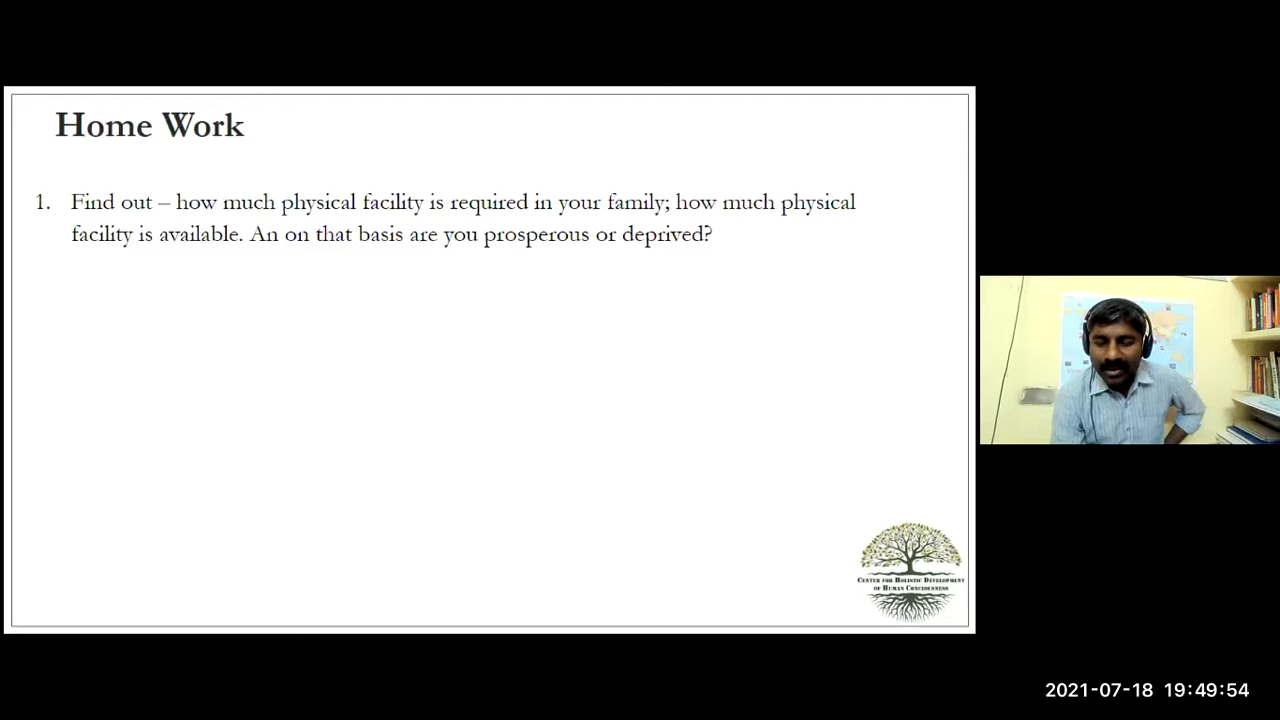 Home Work
1. Find out – how much physical facility is required in your family; how much physical
facility is available. An on that basis are you prosperous or deprived?
Center for Holistic Development
of Human Conciousness
2021-07-18 19:49:54